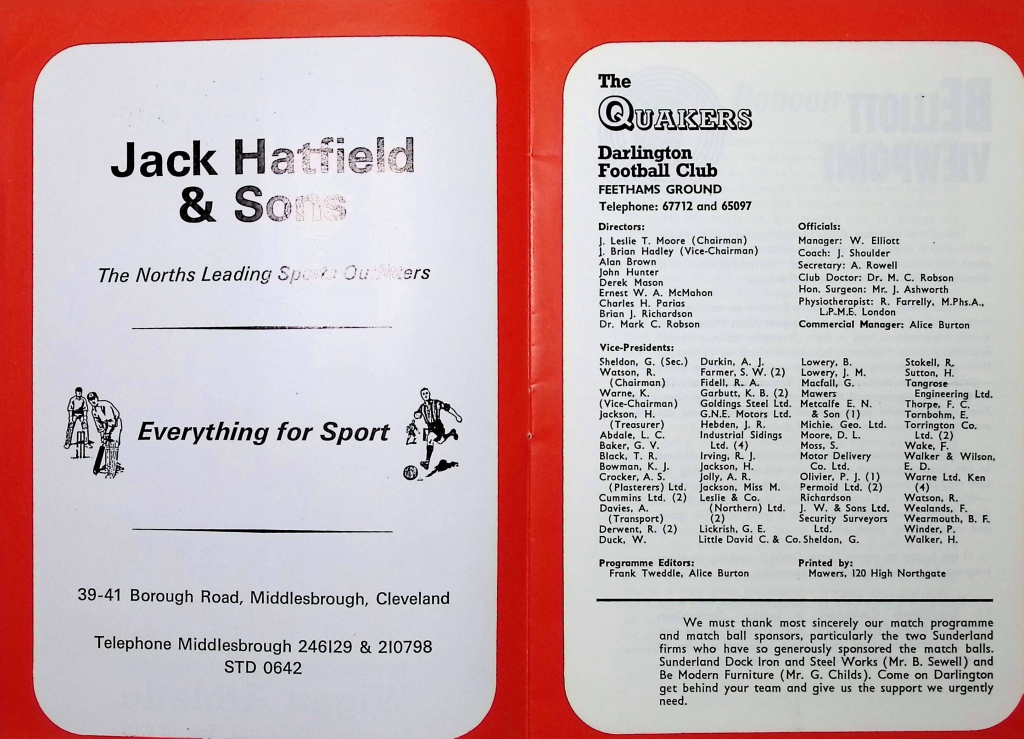 Jack Hatfield
& Sons
The Norths Leading Sports Outfitters
Everything for Sport
39-41 Borough Road, Middlesbrough, Cleveland
Telephone Middlesbrough 246129 & 210798
STD 0642
The
QUAKERS
Darlington
Football Club
FEETHAMS GROUND
Telephone: 67712 and 65097
Directors:
J. Leslie T. Moore (Chairman)
J. Brian Hadley (Vice-Chairman)
Alan Brown
John Hunter
Derek Mason
Ernest W. A. McMahon
Charles H. Parias
Brian J. Richardson
Dr. Mark C. Robson
Officials:
Manager: W. Elliott
Coach: J. Shoulder
Secretary: A. Rowell
Club Doctor: Dr. M. C. Robson
Hon. Surgeon: Mr. J. Ashworth
Physiotherapist: R. Farrelly, M.Phs.A.,
L.P.M.E. London
Commercial Manager: Alice Burton
Vice-Presidents:
Sheldon, G. (Sec.)
Watson, R.
(Chairman)
Warne, K.
(Vice-Chairman)
Jackson, H.
(Treasurer)
Abdale, L. C.
Baker, G. V.
Black, T. R.
Bowman, K. J.
Crocker, A. S.
(Plasterers) Ltd.
Cummins Ltd. (2)
Davies, A.
(Transport)
Derwent, R. (2)
Duck, W.
Durkin, A. J.
Farmer, S. W. (2)
Fidell, R. A.
Garbutt, K. B. (2)
Goldings Steel Ltd.
G.N.E. Motors Ltd.
Hebden, J. R.
Industrial Sidings
Ltd. (4)
Irving, R. J.
Jackson, H.
Jolly, A. R.
Jackson, Miss M.
Leslie & Co.
(Northern) Ltd.
(2)
Lickrish, G. E.
Little David C. & Co.
Lowery, B.
Lowery, J. M.
Macfall, G.
Mawers
Metcalfe E. N.
& Son (1)
Michie. Geo. Ltd.
Moore, D. L.
Moss, S.
Motor Delivery
Co. Ltd.
Olivier, P. J. (1)
Permoid Ltd. (2)
Richardson
J. W. & Sons Ltd.
Security Surveyors
Ltd.
Sheldon, G.
Stokell, R.
Sutton, H.
Tangrose
Engineering Ltd.
Thorpe, F. C.
Tornbohm, E.
Torrington Co.
Ltd. (2)
Wake, F.
Walker & Wilson,
E. D.
Warne Ltd. Ken
(4)
Watson, R.
Wealands, F.
Wearmouth, B. F.
Winder, P.
Walker, H.
Programme Editors:
Frank Tweddle, Alice Burton
Printed by:
Mawers, 120 High Northgate
We must thank most sincerely our match programme
and match ball sponsors, particularly the two Sunderland
firms who have so generously sponsored the match balls.
Sunderland Dock Iron and Steel Works (Mr. B. Sewell) and
Be Modern Furniture (Mr. G. Childs). Come on Darlington
get behind your team and give us the support we urgently
need.